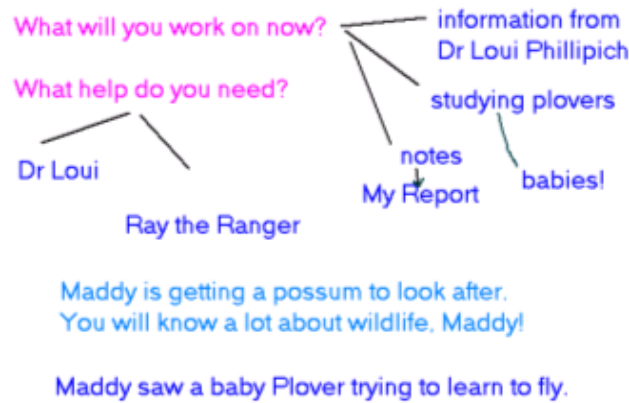 What will you work on now?
information from
Dr Loui Phillipich
What help do you need?
studying plovers
notes
Dr Loui
babies!
My Report
Ray the Ranger
Maddy is getting a possum to look after.
You will know a lot about wildlife, Maddy!
Maddy saw a baby Plover trying to learn to fly.